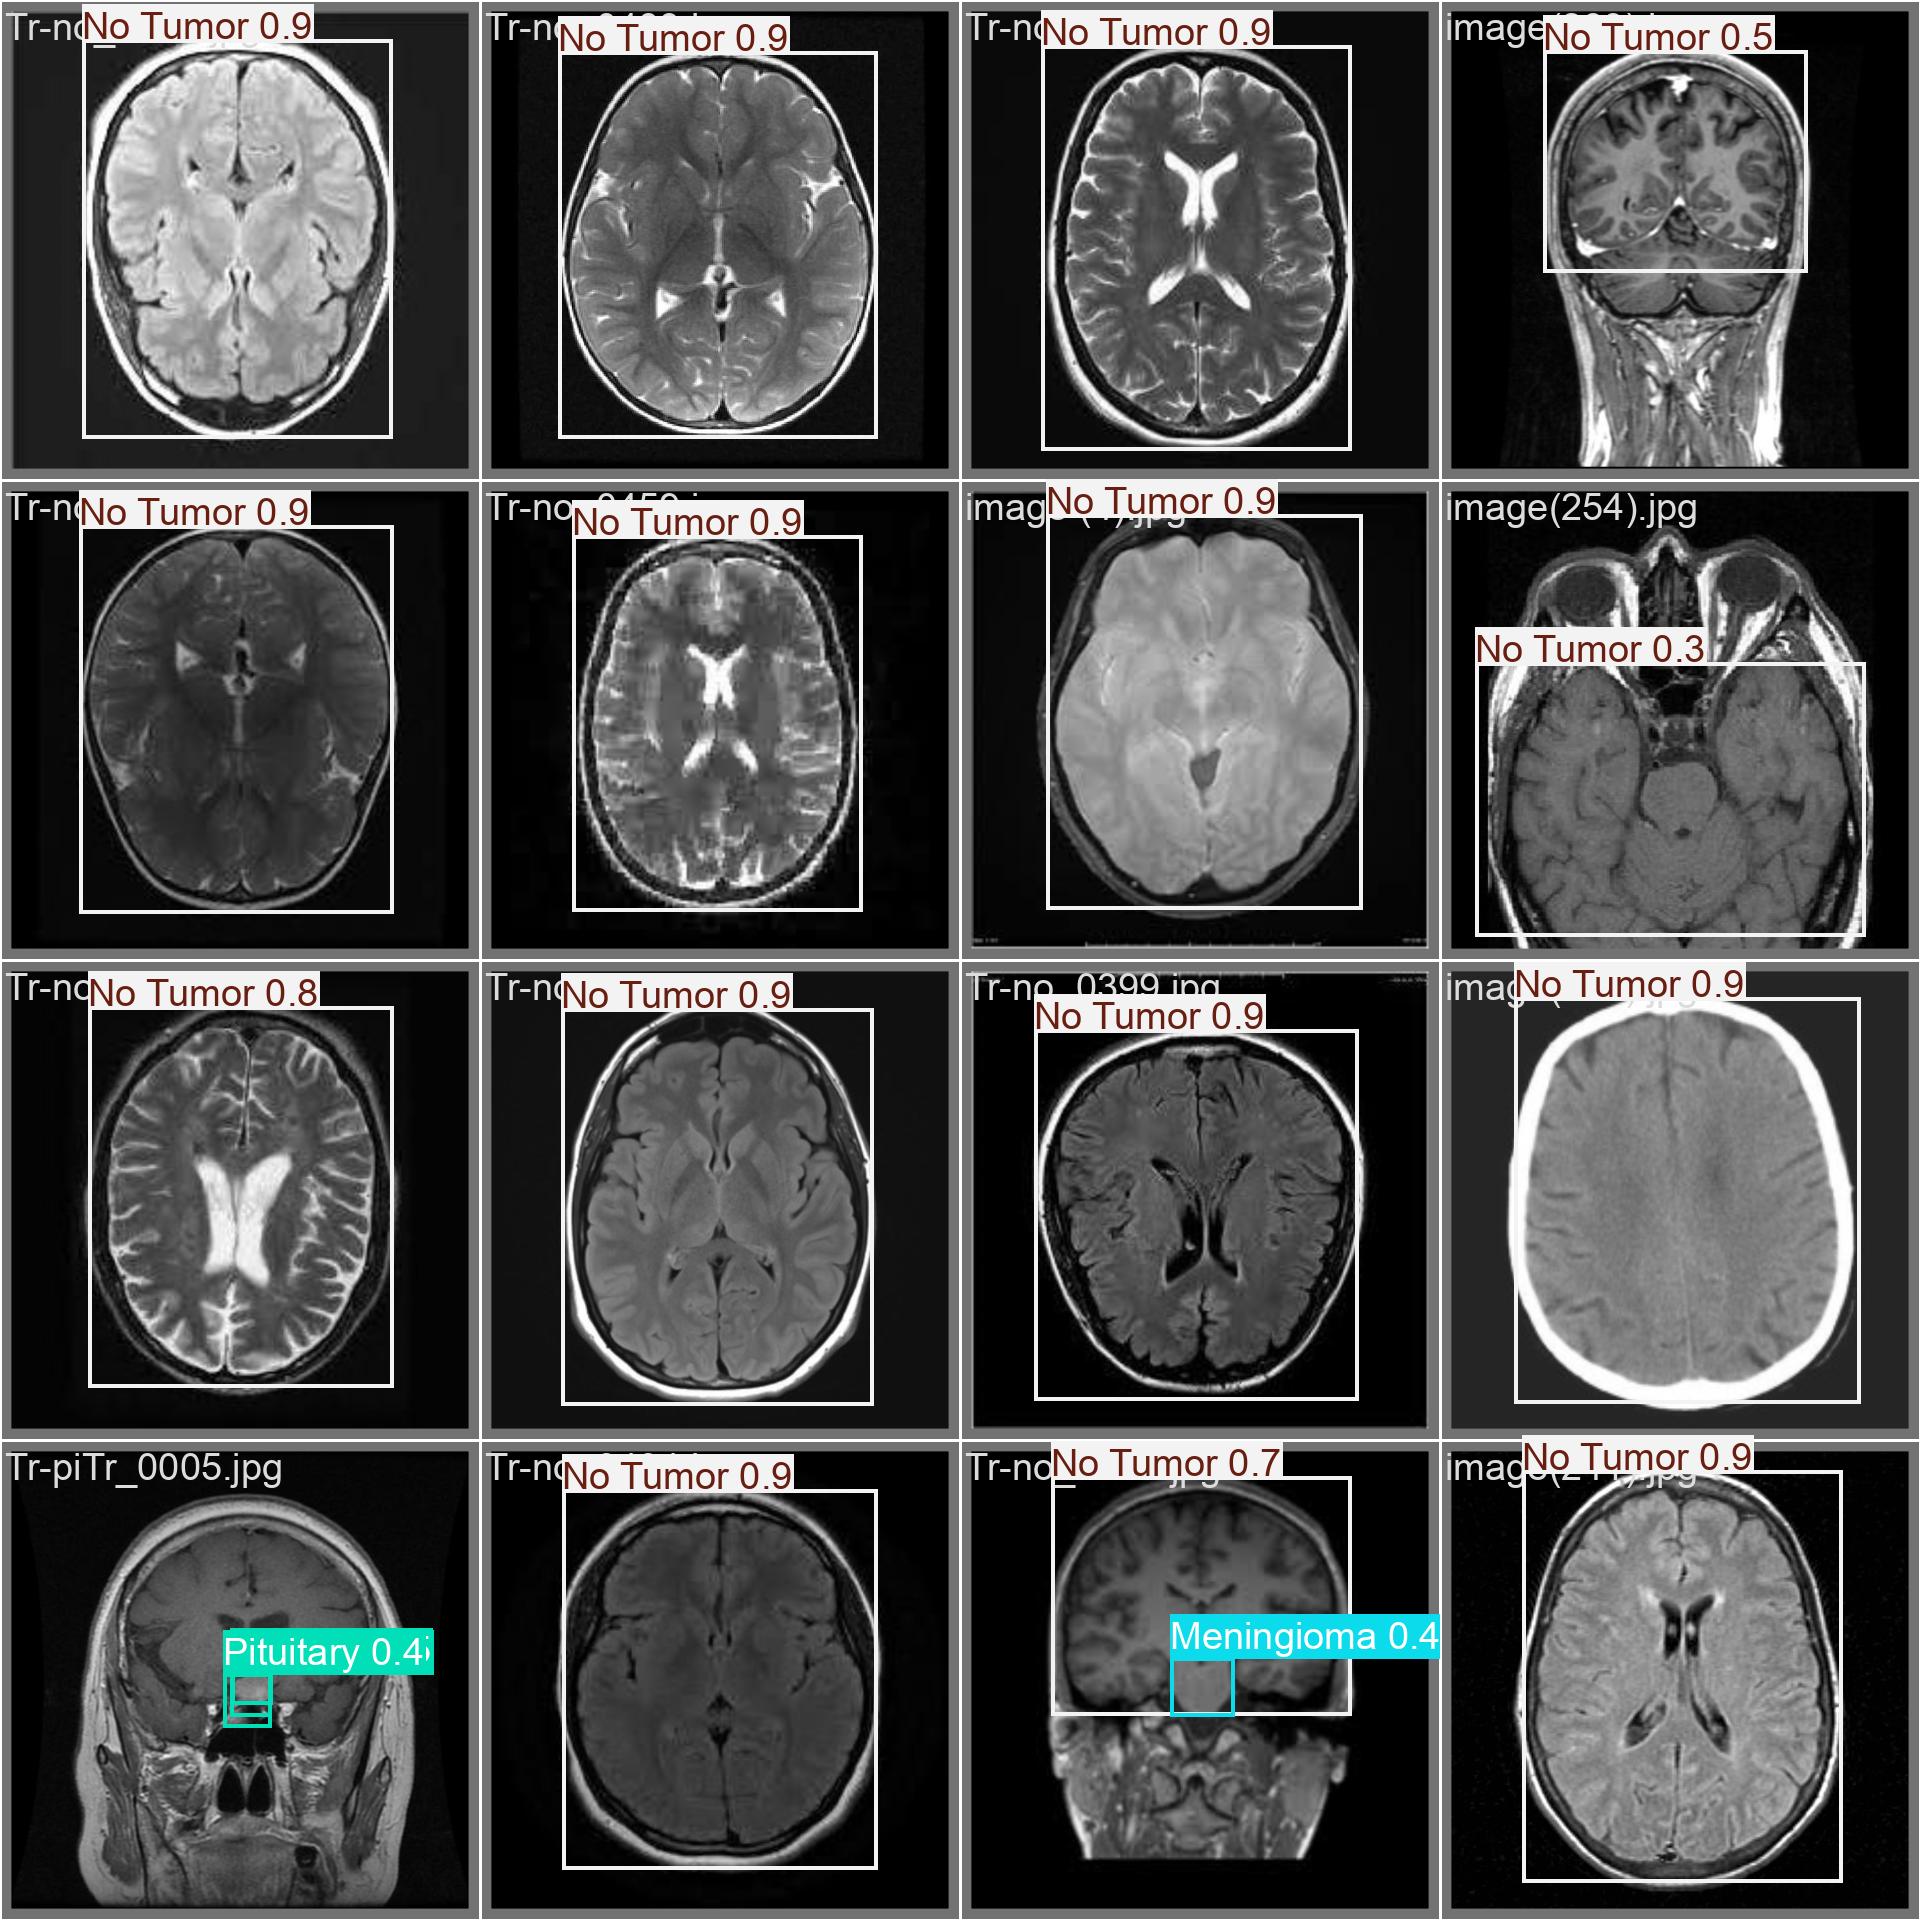 Tr-no
No Tumor 0.9
Tr-no
No Tumor 0.9
Tr-no
No Tumor 0.9
image
No Tumor 0.5
Tr-no
No Tumor 0.9
Tr-no
No Tumor 0.9
image
No Tumor 0.9
image(254).jpg
No Tumor 0.3
Tr-no
No Tumor 0.8
Tr-no
No Tumor 0.9
Tr-no_0399.jpg
No Tumor 0.9
image
No Tumor 0.9
Tr-piTr_0005.jpg
Pituitary 0.4
Tr-no
No Tumor 0.9
Tr-no
No Tumor 0.7
Meningioma 0.4
image
No Tumor 0.9